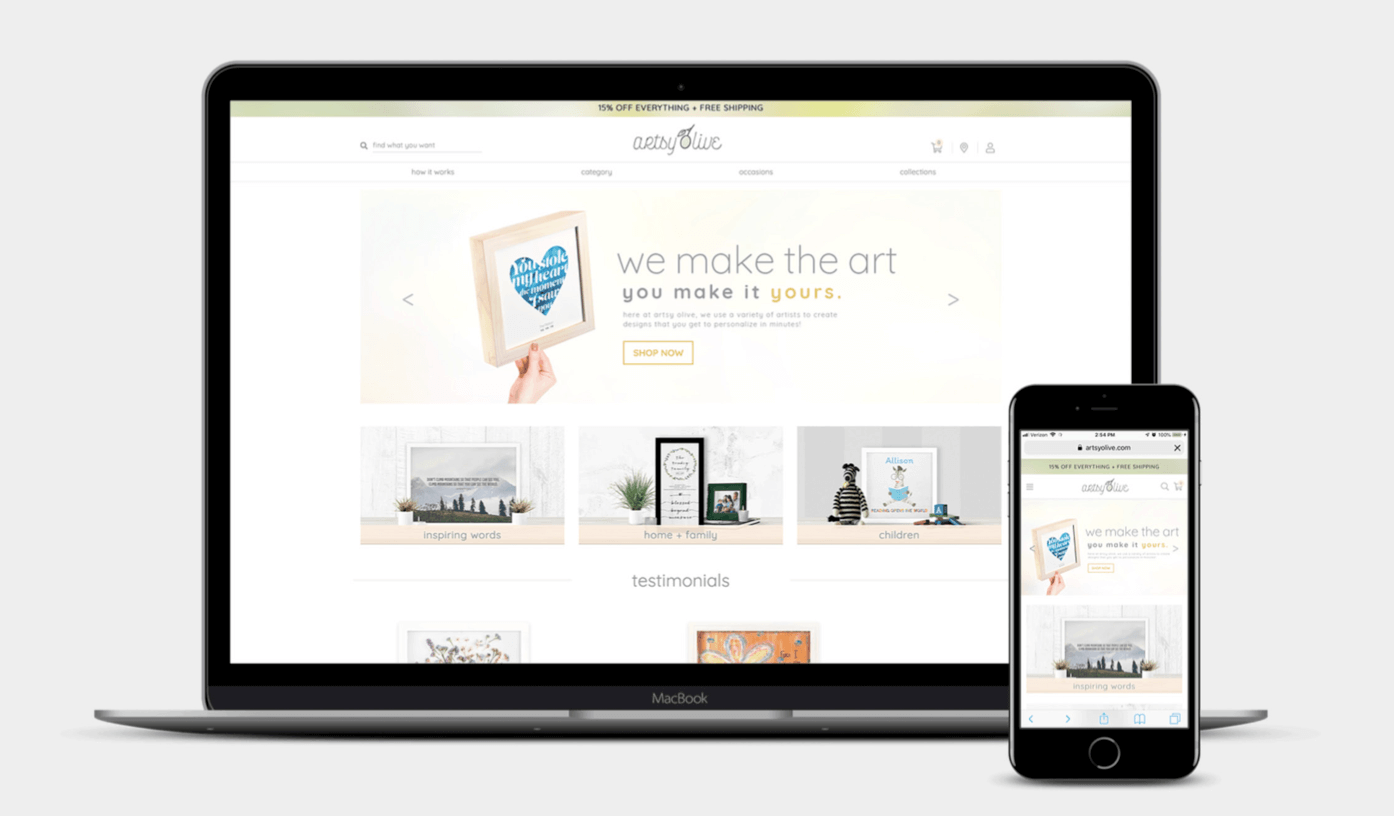 15% OFF EVERYTHING + FREE SHIPPING
find what you want
artsy Olive
how it works
category
occasions
collections
You stole
my heart
the moment
I saw
you
we make the art
you make it yours.
here at artsy olive, we use a variety of artists to create
designs that you get to personalize in minutes!
SHOP NOW
<
>
inspiring words
home + family
Allison
children
testimonials
MacBook
Verizon
2:54 PM
100%
artsyolive.com
15% OFF EVERYTHING + FREE SHIPPING
artsy Olive
we make the art
you make it yours.
SHOP NOW
inspiring words